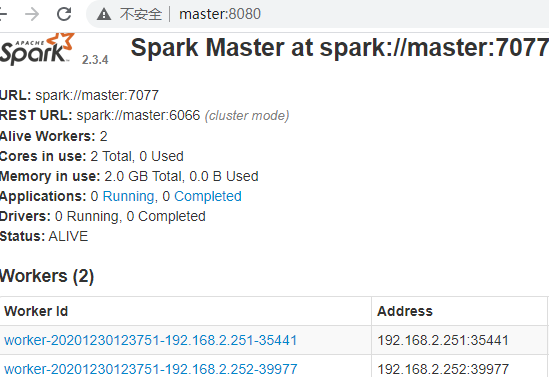 不安全 master:8080
APACHE
Spark 2.3.4 Spark Master at spark://master:7077
URL: spark://master:7077
REST URL: spark://master:6066 (cluster mode)
Alive Workers: 2
Cores in use: 2 Total, 0 Used
Memory in use: 2.0 GB Total, 0.0 B Used
Applications: 0 Running, 0 Completed
Drivers: 0 Running, 0 Completed
Status: ALIVE
Workers (2)
Worker Id Address
worker-20201230123751-192.168.2.251-35441 192.168.2.251:35441
worker-20201230123751-192.168.2.252-39977 192.168.2.252:39977